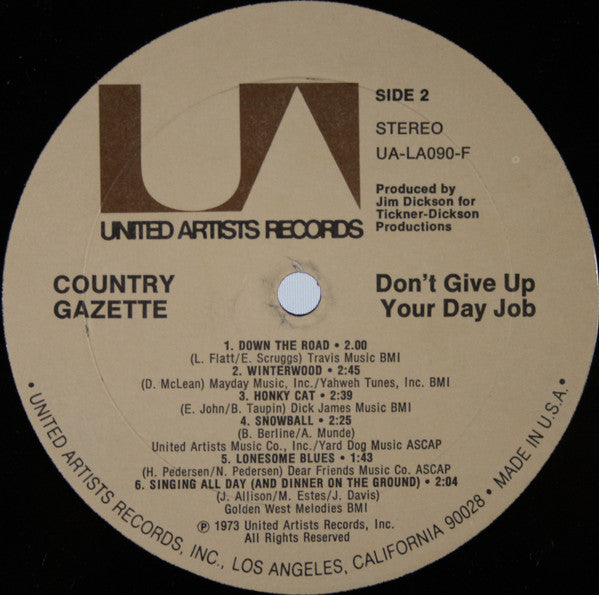 UA
SIDE 2
STEREO
UA-LA090-F
Produced by
Jim Dickson for
Tickner-Dickson
Productions
UNITED ARTISTS RECORDS
COUNTRY
GAZETTE
Don't Give Up
Your Day Job
1. DOWN THE ROAD • 2.00
(L. Flatt/E. Scruggs) Travis Music BMI
2. WINTERWOOD • 2:45
(D. McLean) Mayday Music, Inc./Yahweh Tunes, Inc. BMI
3. HONKY CAT • 2:39
(E. John/B. Taupin) Dick James Music BMI
4. SNOWBALL • 2:25
(B. Berline/A. Munde)
United Artists Music Co., Inc./Yard Dog Music ASCAP
5. LONESOME BLUES • 1:43
(H. Pedersen/N. Pedersen) Dear Friends Music Co. ASCAP
6. SINGING ALL DAY (AND DINNER ON THE GROUND) • 2:04
(J. Allison/M. Estes/J. Davis)
Golden West Melodies BMI
℗ 1973 United Artists Records, Inc.
All Rights Reserved
• UNITED ARTISTS RECORDS, INC., LOS ANGELES, CALIFORNIA 90028 • MADE IN U.S.A. •